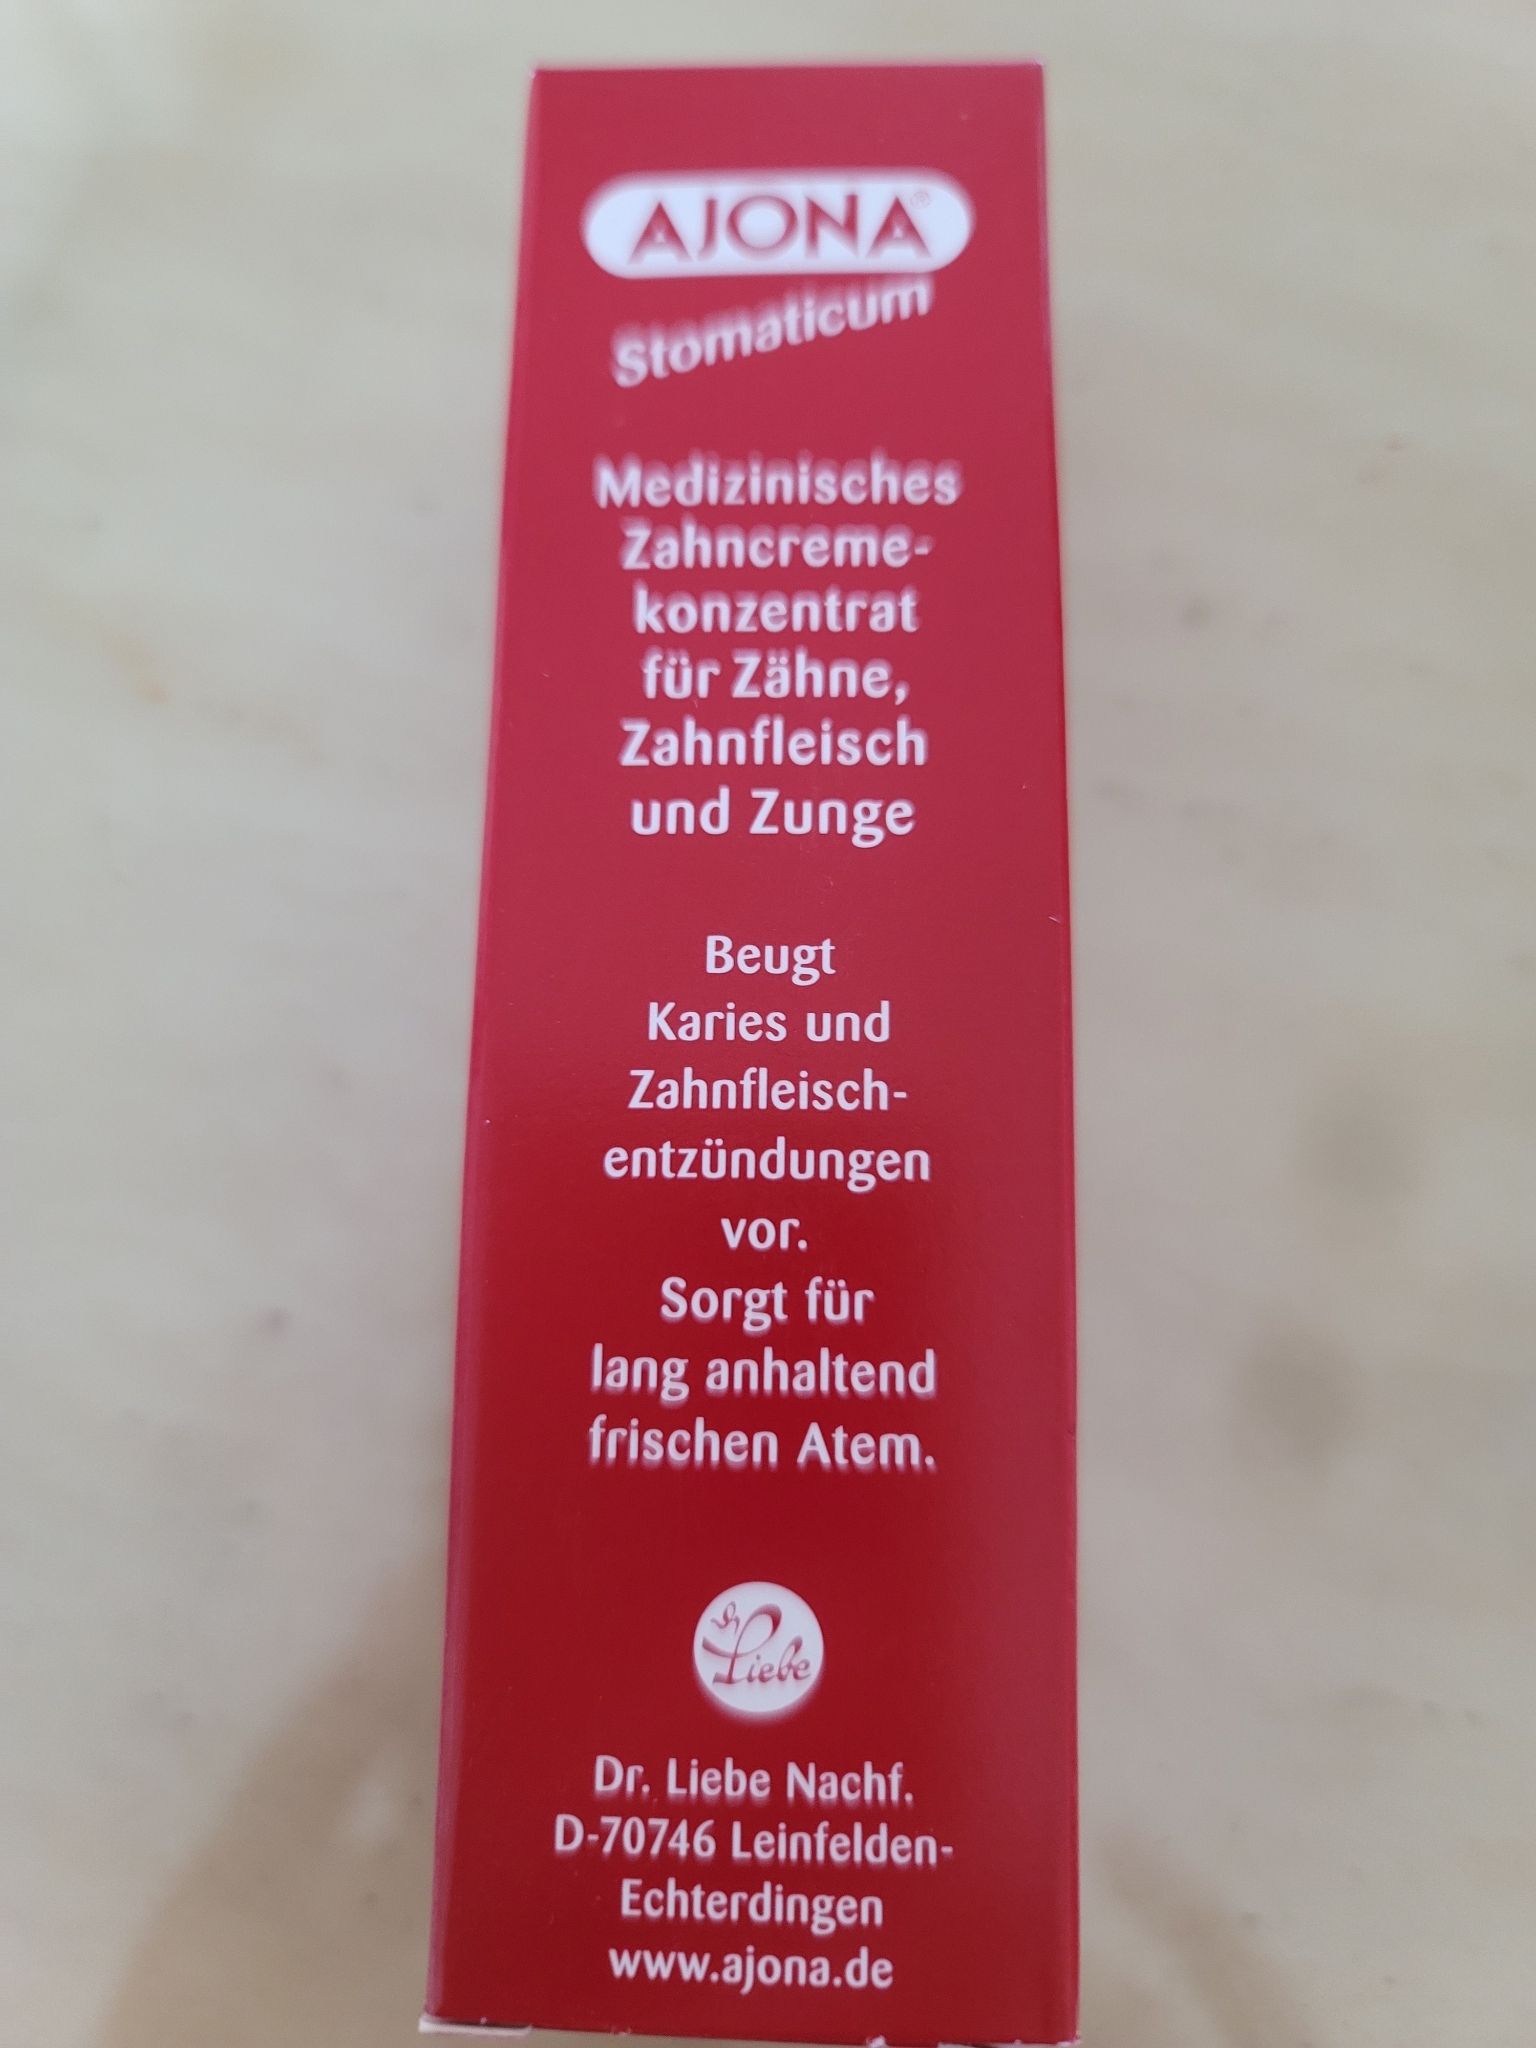 AJONA®
Stomaticum
Medizinisches
Zahncreme-
konzentrat
für Zähne,
Zahnfleisch
und Zunge
Beugt
Karies und
Zahnfleisch-
entzündungen
vor.
Sorgt für
lang anhaltend
frischen Atem.
Dr Liebe
Dr. Liebe Nachf.
D-70746 Leinfelden-
Echterdingen
www.ajona.de